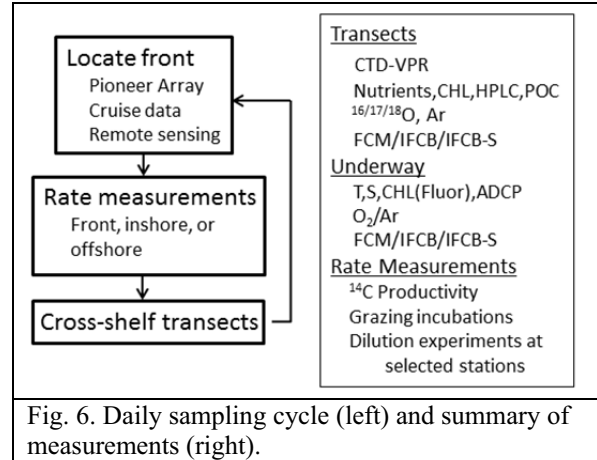 Locate front
Pioneer Array
Cruise data
Remote sensing
Rate measurements
Front, inshore, or
offshore
Cross-shelf transects
Transects
CTD-VPR
Nutrients,CHL,HPLC,POC
16/17/18O, Ar
FCM/IFCB/IFCB-S
Underway
T,S,CHL(Fluor),ADCP
O₂/Ar
FCM/IFCB/IFCB-S
Rate Measurements
¹⁴C Productivity
Grazing incubations
Dilution experiments at
selected stations
Fig. 6. Daily sampling cycle (left) and summary of
measurements (right).